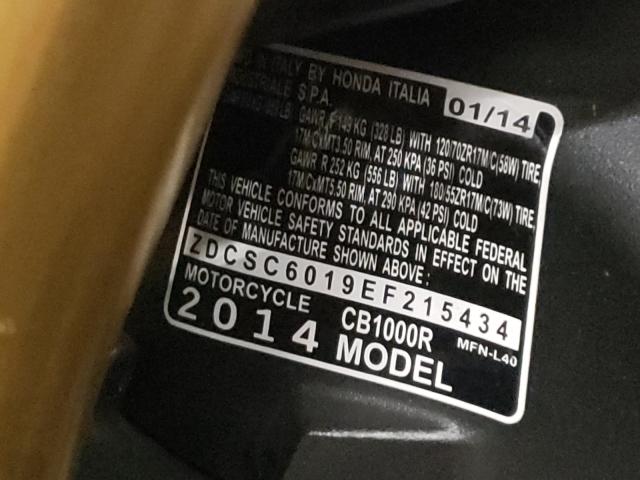 IN ITALY BY HONDA ITALIA 01/14
INDUSTRIALE S.P.A.
GAWR F 149 KG (328 LB) WITH 120/70ZR17M/C(58W) TIRE,
17M/CxMT3.50 RIM, AT 250 KPA (36 PSI) COLD
GAWR R 252 KG (556 LB) WITH 180/55ZR17M/C(73W) TIRE,
17M/CxMT5.50 RIM, AT 290 KPA (42 PSI) COLD
THIS VEHICLE CONFORMS TO ALL APPLICABLE FEDERAL
MOTOR VEHICLE SAFETY STANDARDS IN EFFECT ON THE
DATE OF MANUFACTURE SHOWN ABOVE:
ZDCSC6019EF215434
MOTORCYCLE CB1000R MFN-L40
2014 MODEL